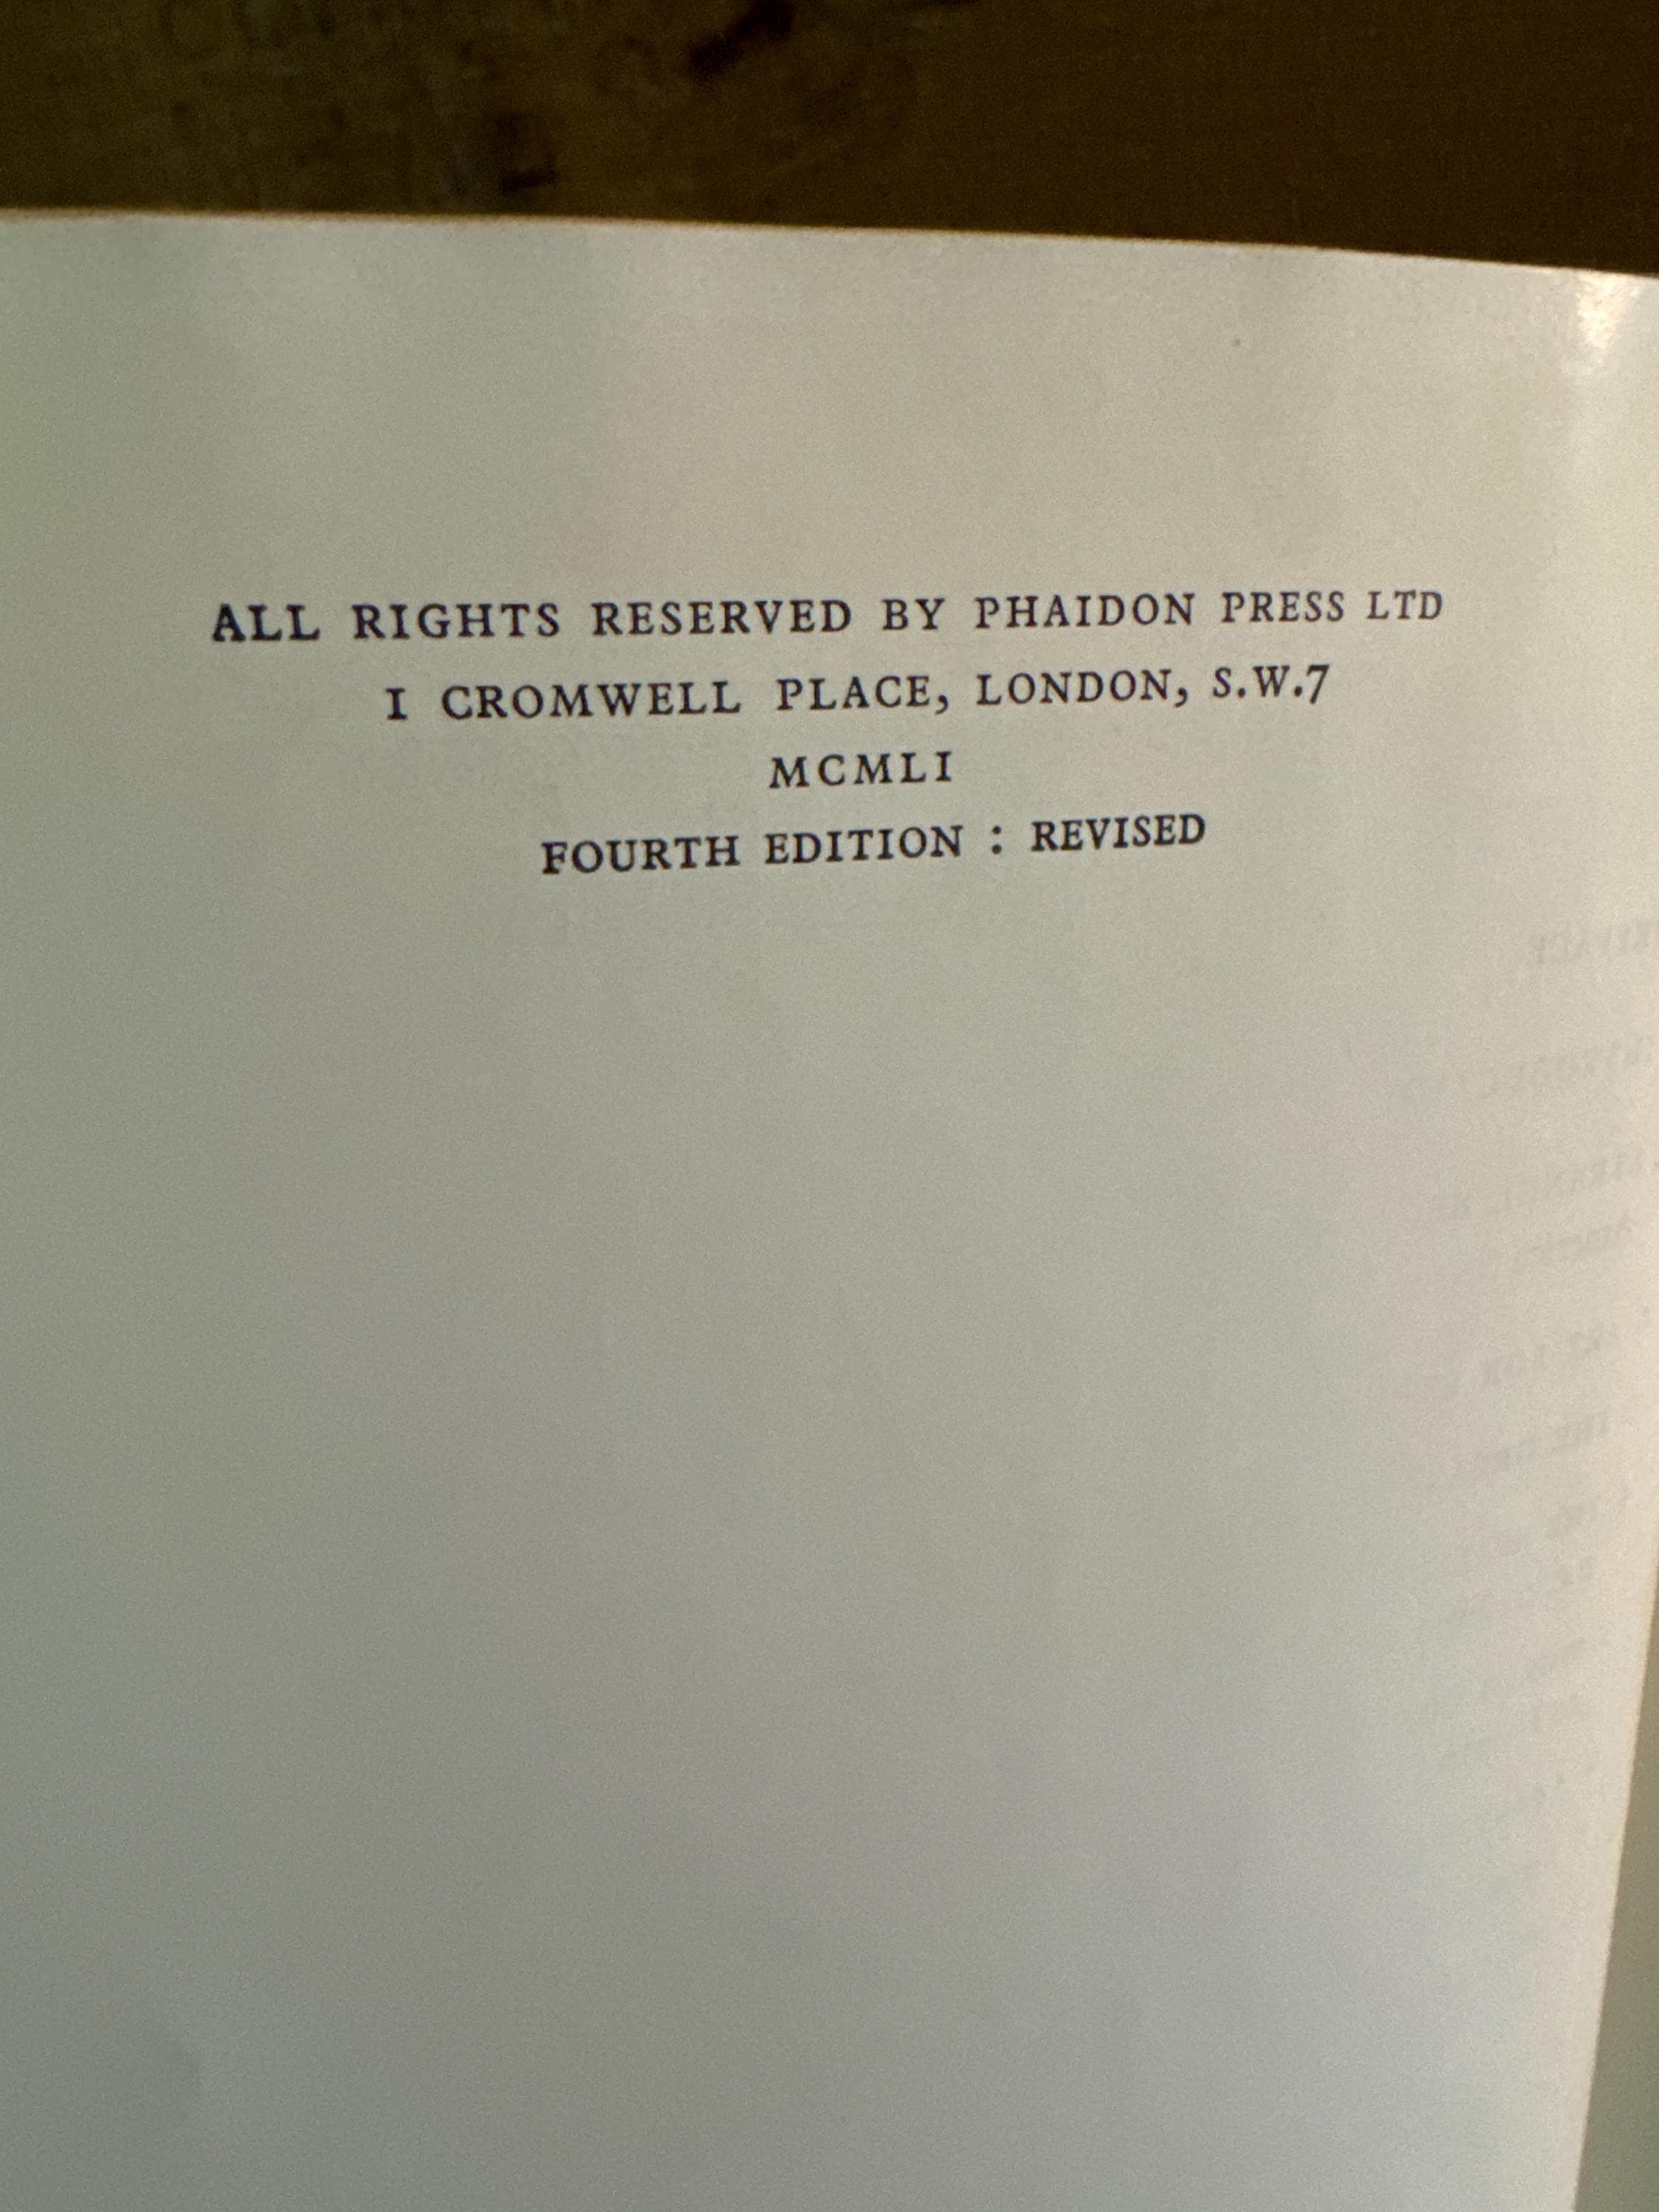 ALL RIGHTS RESERVED BY PHAIDON PRESS LTD
I CROMWELL PLACE, LONDON, S.W.7
MCMLI
FOURTH EDITION : REVISED